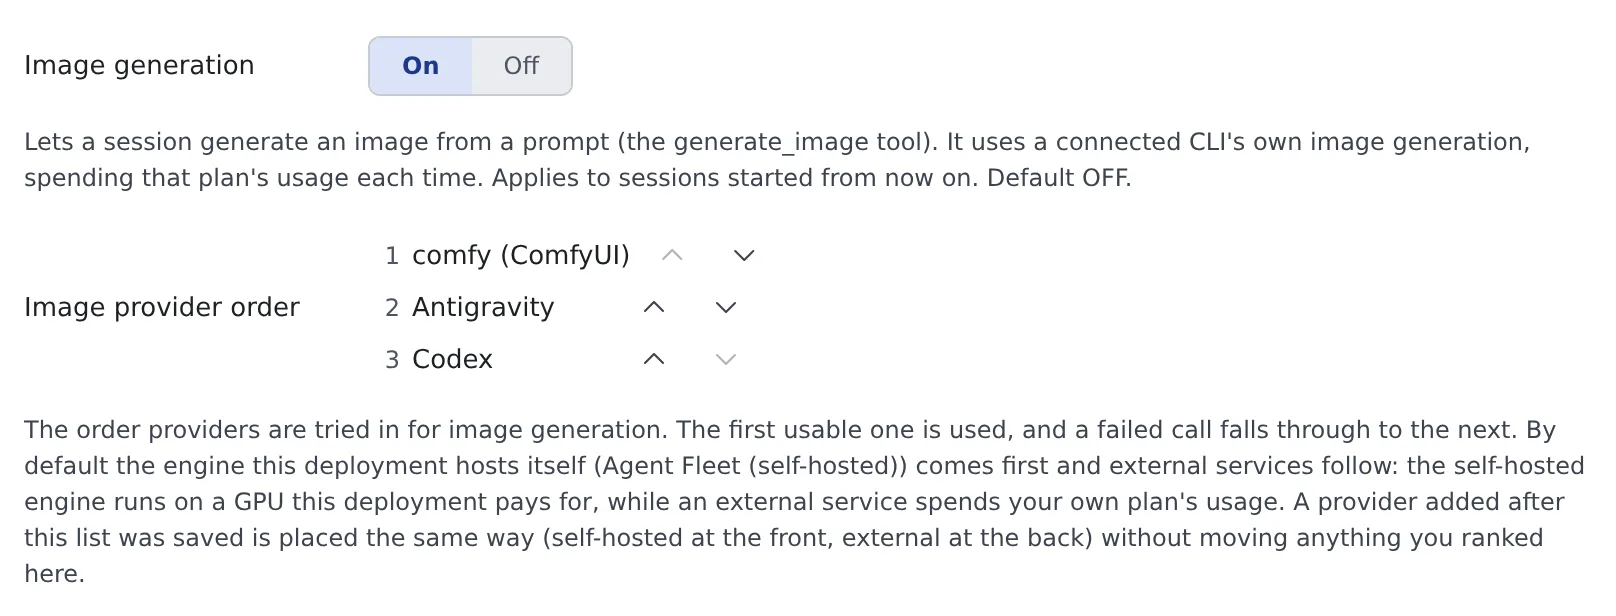 Image generation On Off
Lets a session generate an image from a prompt (the generate_image tool). It uses a connected CLI's own image generation,
spending that plan's usage each time. Applies to sessions started from now on. Default OFF.
1 comfy (ComfyUI)
Image provider order 2 Antigravity
3 Codex
The order providers are tried in for image generation. The first usable one is used, and a failed call falls through to the next. By
default the engine this deployment hosts itself (Agent Fleet (self-hosted)) comes first and external services follow: the self-hosted
engine runs on a GPU this deployment pays for, while an external service spends your own plan's usage. A provider added after
this list was saved is placed the same way (self-hosted at the front, external at the back) without moving anything you ranked
here.